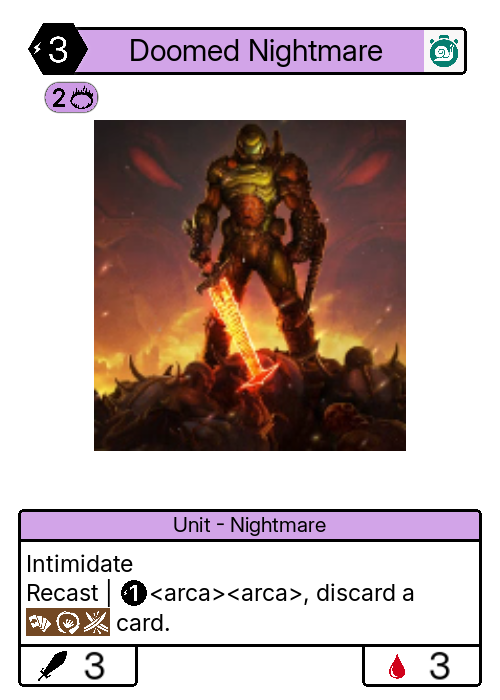 3 Doomed Nightmare
2
Unit - Nightmare
Intimidate
Recast | 1<arca><arca>, discard a
card.
3 3